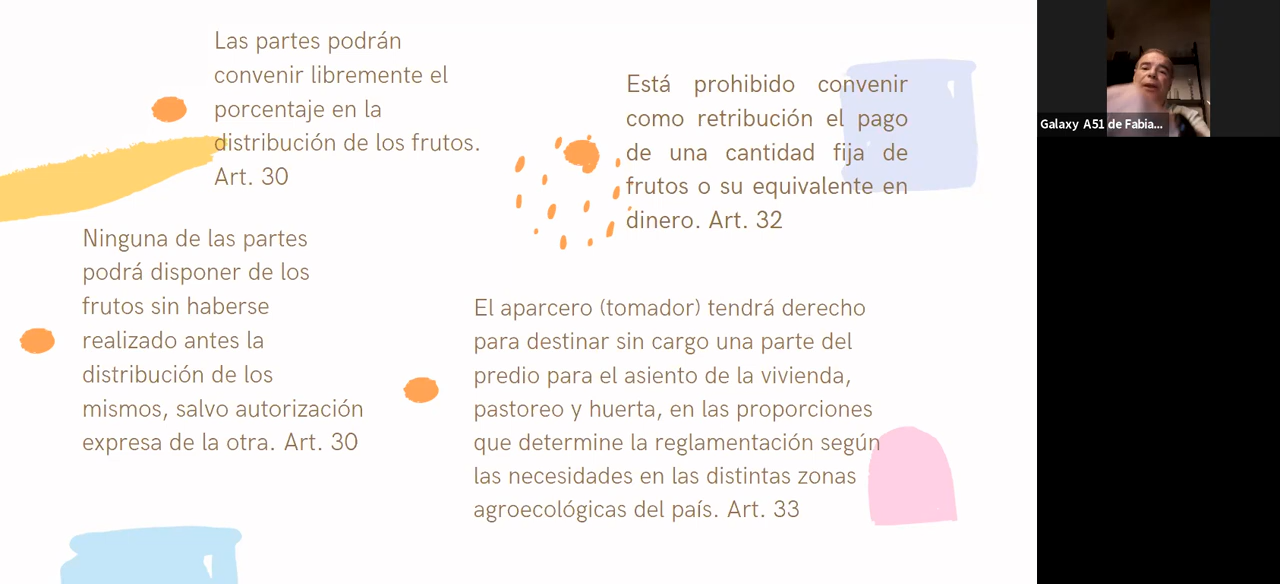 Las partes podrán
convenir libremente el
porcentaje en la
distribución de los frutos.
Art. 30
Ninguna de las partes
podrá disponer de los
frutos sin haberse
realizado antes la
distribución de los
mismos, salvo autorización
expresa de la otra. Art. 30
Está prohibido convenir
como retribución el pago
de una cantidad fija de
frutos o su equivalente en
dinero. Art. 32
El aparcero (tomador) tendrá derecho
para destinar sin cargo una parte del
predio para el asiento de la vivienda,
pastoreo y huerta, en las proporciones
que determine la reglamentación según
las necesidades en las distintas zonas
agroecológicas del país. Art. 33
Galaxy A51 de Fabia...